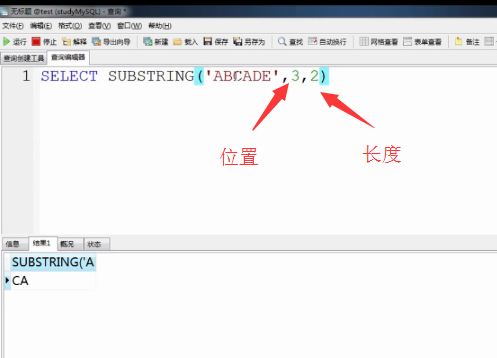 无标题 @test (studyMySQL) - 查询 *
文件(F) 编辑(E) 格式(O) 查看(V) 窗口(W) 帮助(H)
运行 停止 解释 导出向导 新建 载入 保存 另存为 查找 自动换行 网格查看 表单查看 备注
查询创建工具 查询编辑器
1 SELECT SUBSTRING('ABCADE',3,2)
位置 长度
信息 结果1 概况 状态
SUBSTRING('A
CA